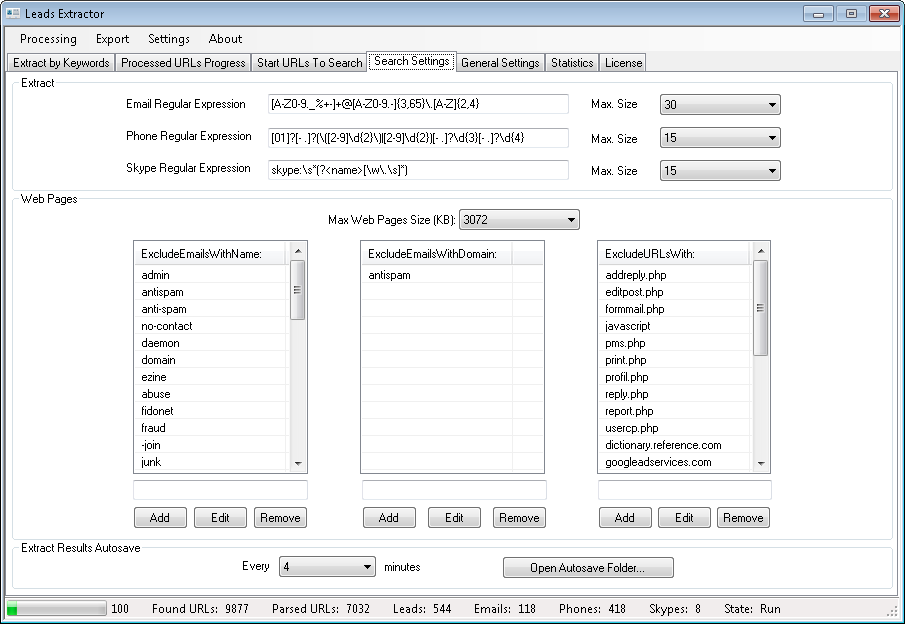 Leads Extractor
Processing Export Settings About
Extract by Keywords Processed URLs Progress Start URLs To Search Search Settings General Settings Statistics License
Extract
Email Regular Expression [A-Z0-9._%+-]+@[A-Z0-9.-]{3,65}\.[A-Z]{2,4} Max. Size 30
Phone Regular Expression [01]?[- .]?(\([2-9]\d{2}\)|[2-9]\d{2})[- .]?\d{3}[- .]?\d{4} Max. Size 15
Skype Regular Expression skype:\s*(?<name>[\w\.\s]*) Max. Size 15
Web Pages
Max Web Pages Size (KB): 3072
ExcludeEmailsWithName: ExcludeEmailsWithDomain: ExcludeURLsWith:
admin antispam addreply.php
antispam editpost.php
anti-spam formmail.php
no-contact javascript
daemon pms.php
domain print.php
ezine profil.php
abuse reply.php
fidonet report.php
fraud usercp.php
-join dictionary.reference.com
junk googleadservices.com
Add Edit Remove Add Edit Remove Add Edit Remove
Extract Results Autosave
Every 4 minutes Open Autosave Folder...
100 Found URLs: 9877 Parsed URLs: 7032 Leads: 544 Emails: 118 Phones: 418 Skypes: 8 State: Run